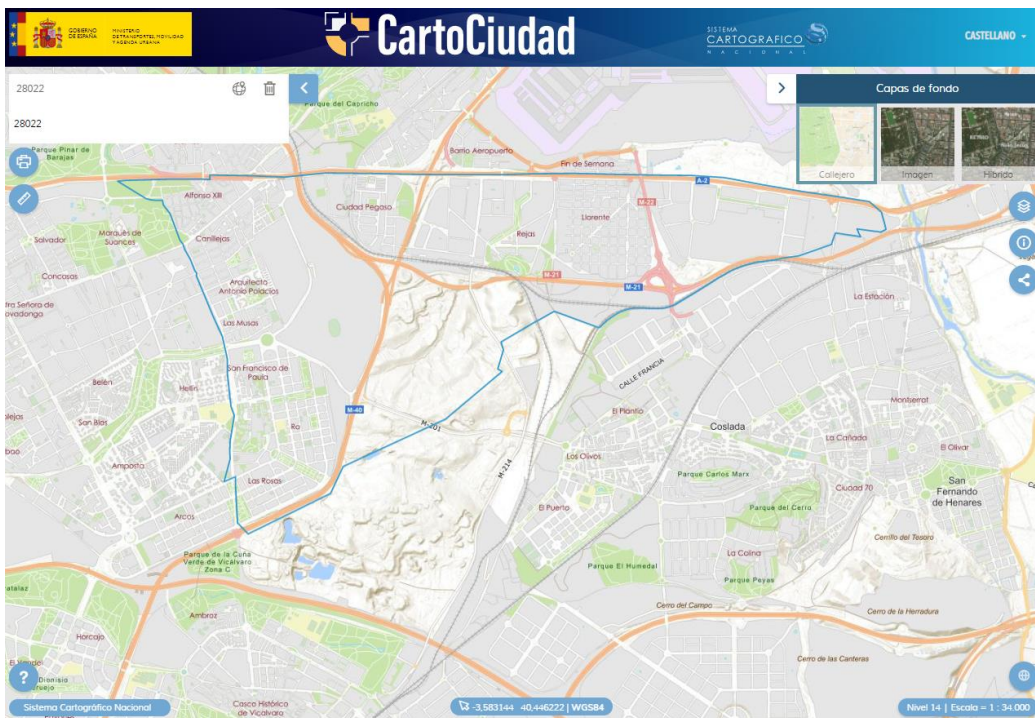 GOBIERNO
DE ESPAÑA
MINISTERIO
DE TRANSPORTES, MOVILIDAD
Y AGENDA URBANA
CartoCiudad
SISTEMA
CARTOGRAFICO
NACIONAL
CASTELLANO
28022
28022
Capas de fondo
Callejero
Imagen
Híbrido
Parque del Capricho
Parque Pinar de
Barajas
Barrio Aeropuerto
Fin de Semana
A-2
Alfonso XIII
Ciudad Pegaso
M-22
Llorente
Rejas
Salvador
Marqués de
Suances
Canillejas
M-21
M-21
Concosas
Arquitecto
Antonio Palacios
La Estación
Las Musas
San Francisco de
Paula
CALLE FRANCIA
Belén
Hellín
M-40
M-201
El Plantío
Montserrat
San Blas
Ro
Coslada
La Cañada
El Olivar
Amposta
Los Olivos
M-214
Parque Carlos Marx
Las Rosas
Ciudad 70
San
Fernando
de Henares
Arcos
El Puerto
Parque del Cerro
Cerrillo del Tesoro
Parque de la Cuña
Verde de Vicálvaro
Zona C
La Colina
Parque El Humedal
Parque Peyas
Ambroz
Cerro del Campo
Cerro de la Herradura
Horcajo
Cerro de las Canteras
?
Dionisio
Casco Histórico
de Vicálvaro
Sistema Cartográfico Nacional
-3,583144 40,446222 | WGS84
Nivel 14 | Escala = 1 : 34.000